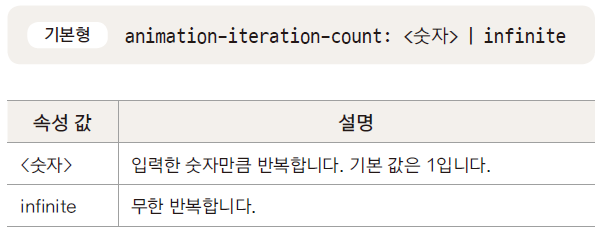 기본형 animation-iteration-count: <숫자> | infinite
속성 값 설명
<숫자> 입력한 숫자만큼 반복합니다. 기본 값은 1입니다.
infinite 무한 반복합니다.